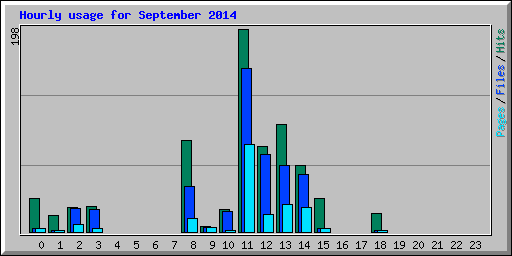 Hourly usage for September 2014
198
Pages / Files / Hits
0 1 2 3 4 5 6 7 8 9 10 11 12 13 14 15 16 17 18 19 20 21 22 23